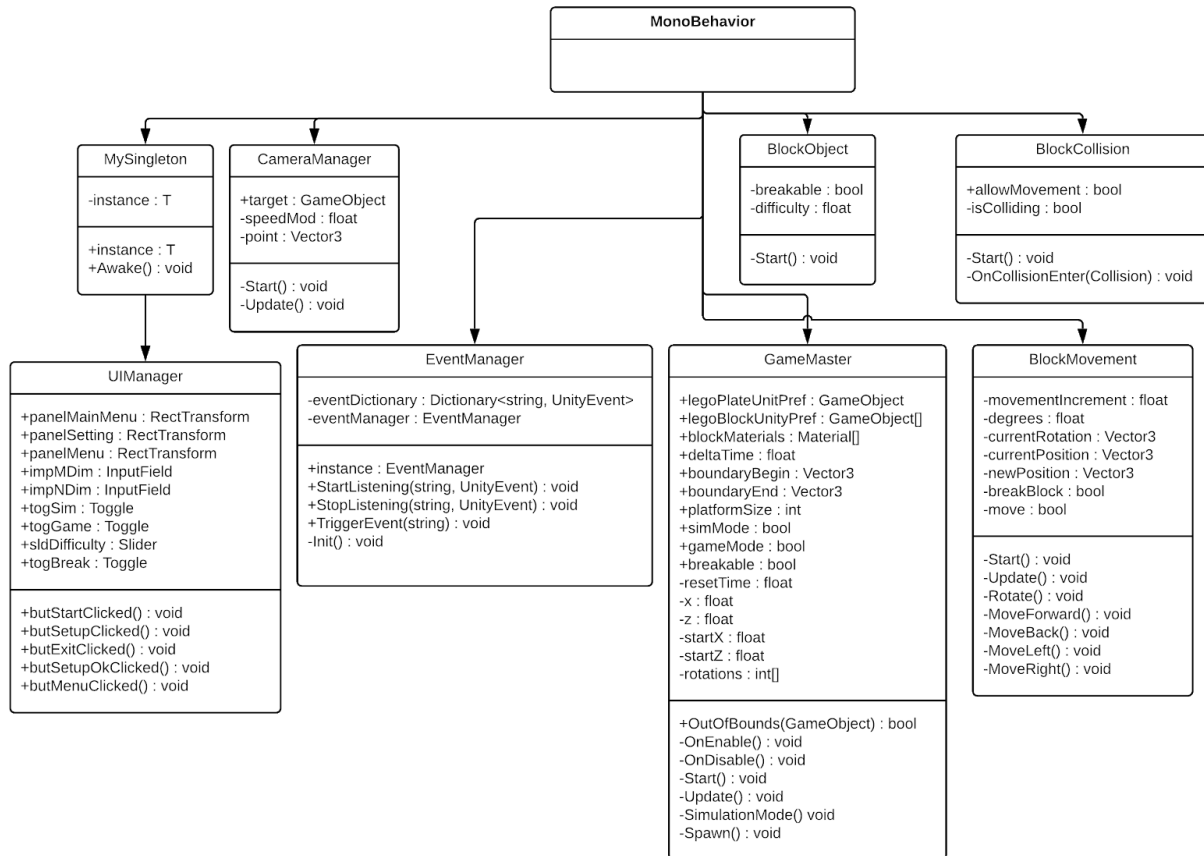 MonoBehavior
MySingleton
-instance : T
+instance : T
+Awake() : void
CameraManager
+target : GameObject
-speedMod : float
-point : Vector3
-Start() : void
-Update() : void
BlockObject
-breakable : bool
-difficulty : float
-Start() : void
BlockCollision
+allowMovement : bool
-isColliding : bool
-Start() : void
-OnCollisionEnter(Collision) : void
UIManager
+panelMainMenu : RectTransform
+panelSetting : RectTransform
+panelMenu : RectTransform
+impMDim : InputField
+impNDim : InputField
+togSim : Toggle
+togGame : Toggle
+sldDifficulty : Slider
+togBreak : Toggle
+butStartClicked() : void
+butSetupClicked() : void
+butExitClicked() : void
+butSetupOkClicked() : void
+butMenuClicked() : void
EventManager
-eventDictionary : Dictionary<string, UnityEvent>
-eventManager : EventManager
+instance : EventManager
+StartListening(string, UnityEvent) : void
+StopListening(string, UnityEvent) : void
+TriggerEvent(string) : void
-Init() : void
GameMaster
+legoPlateUnitPref : GameObject
+legoBlockUnityPref : GameObject[]
+blockMaterials : Material[]
+deltaTime : float
+boundaryBegin : Vector3
+boundaryEnd : Vector3
+platformSize : int
+simMode : bool
+gameMode : bool
+breakable : bool
-resetTime : float
-x : float
-z : float
-startX : float
-startZ : float
-rotations : int[]
+OutOfBounds(GameObject) : bool
-OnEnable() : void
-OnDisable() : void
-Start() : void
-Update() : void
-SimulationMode() void
-Spawn() : void
BlockMovement
-movementIncrement : float
-degrees : float
-currentRotation : Vector3
-currentPosition : Vector3
-newPosition : Vector3
-breakBlock : bool
-move : bool
-Start() : void
-Update() : void
-Rotate() : void
-MoveForward() : void
-MoveBack() : void
-MoveLeft() : void
-MoveRight() : void